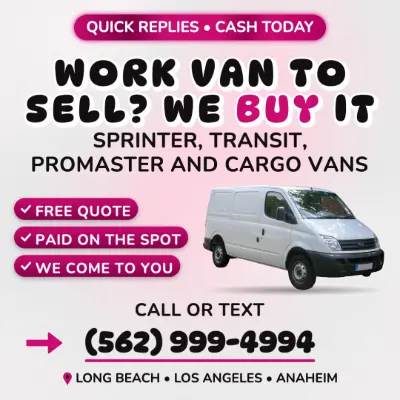 QUICK REPLIES • CASH TODAY
WORK VAN TO
SELL? WE BUY IT
SPRINTER, TRANSIT,
PROMASTER AND CARGO VANS
FREE QUOTE
PAID ON THE SPOT
WE COME TO YOU
CALL OR TEXT
(562) 999-4994
LONG BEACH • LOS ANGELES • ANAHEIM